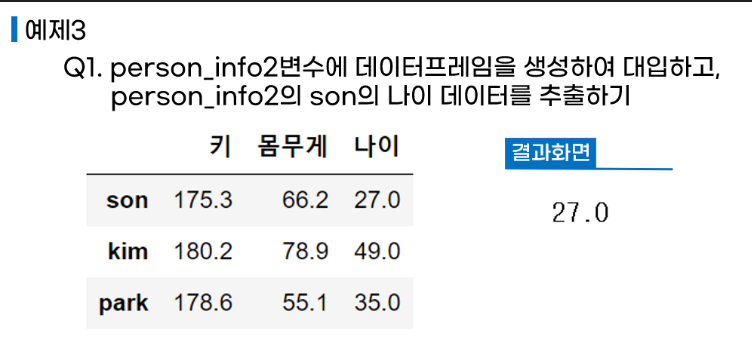 예제3
Q1. person_info2변수에 데이터프레임을 생성하여 대입하고,
person_info2의 son의 나이 데이터를 추출하기
키 몸무게 나이
son 175.3 66.2 27.0
kim 180.2 78.9 49.0
park 178.6 55.1 35.0
결과화면
27.0